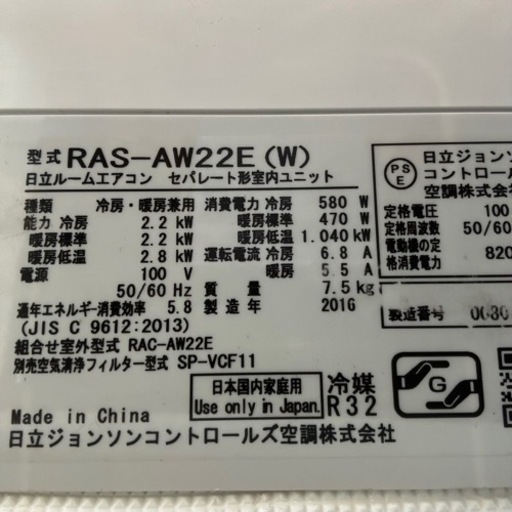 型式 RAS-AW22E(W)
日立ルームエアコン セパレート形室内ユニット
種類 冷房・暖房兼用
能力 冷房 2.2 kW
暖房標準 2.2 kW
暖房低温 2.8 kW
電源 100 V
50/60 Hz
通年エネルギー消費効率 5.8
(JIS C 9612:2013)
消費電力 冷房 580 W
暖房標準 470 W
暖房低温 1.040 kW
運転電流 冷房 6.8 A
暖房 5.5 A
質量 7.5 kg
製造年 2016
組合せ室外型式 RAC-AW22E
別売空気清浄フィルター型式 SP-VCF11
日本国内家庭用
Use only in Japan.
冷媒
R32
Made in China
日立ジョンソンコントロールズ空調株式会社
PS
E
日立ジョンソン
コントロール
空調株式会
定格電圧 100
定格周波数 50/60
電動機の定
格消費電力 820
製造番号
G